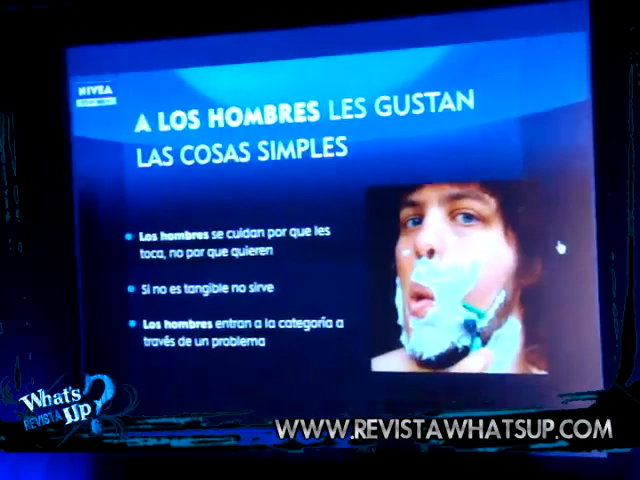 NIVEA
A LOS HOMBRES LES GUSTAN
LAS COSAS SIMPLES
Los hombres se cuidan por que les
toca, no por que quieren
Si no es tangible no sirve
Los hombres entran a la categoría a
través de un problema
What's
REVISTA Up?
WWW.REVISTAWHATSUP.COM